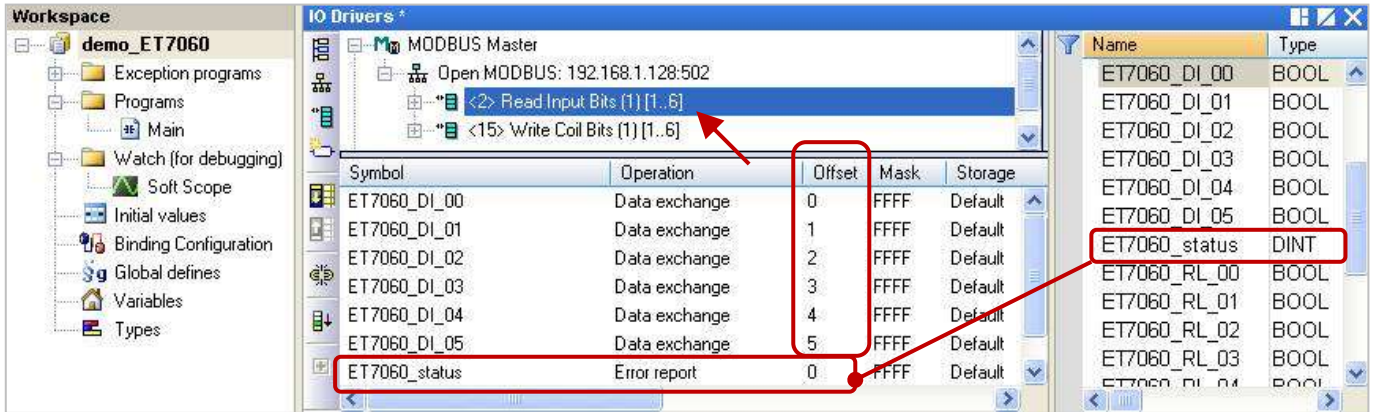 Workspace
demo_ET7060
Exception programs
Programs
Main
Watch (for debugging)
Soft Scope
Initial values
Binding Configuration
Global defines
Variables
Types
IO Drivers *
MODBUS Master
Open MODBUS: 192.168.1.128:502
<2> Read Input Bits (1) [1..6]
<15> Write Coil Bits (1) [1..6]
Symbol Operation Offset Mask Storage
ET7060_DI_00 Data exchange 0 FFFF Default
ET7060_DI_01 Data exchange 1 FFFF Default
ET7060_DI_02 Data exchange 2 FFFF Default
ET7060_DI_03 Data exchange 3 FFFF Default
ET7060_DI_04 Data exchange 4 FFFF Default
ET7060_DI_05 Data exchange 5 FFFF Default
ET7060_status Error report 0 FFFF Default
Name Type
ET7060_DI_00 BOOL
ET7060_DI_01 BOOL
ET7060_DI_02 BOOL
ET7060_DI_03 BOOL
ET7060_DI_04 BOOL
ET7060_DI_05 BOOL
ET7060_status DINT
ET7060_RL_00 BOOL
ET7060_RL_01 BOOL
ET7060_RL_02 BOOL
ET7060_RL_03 BOOL
BOOL